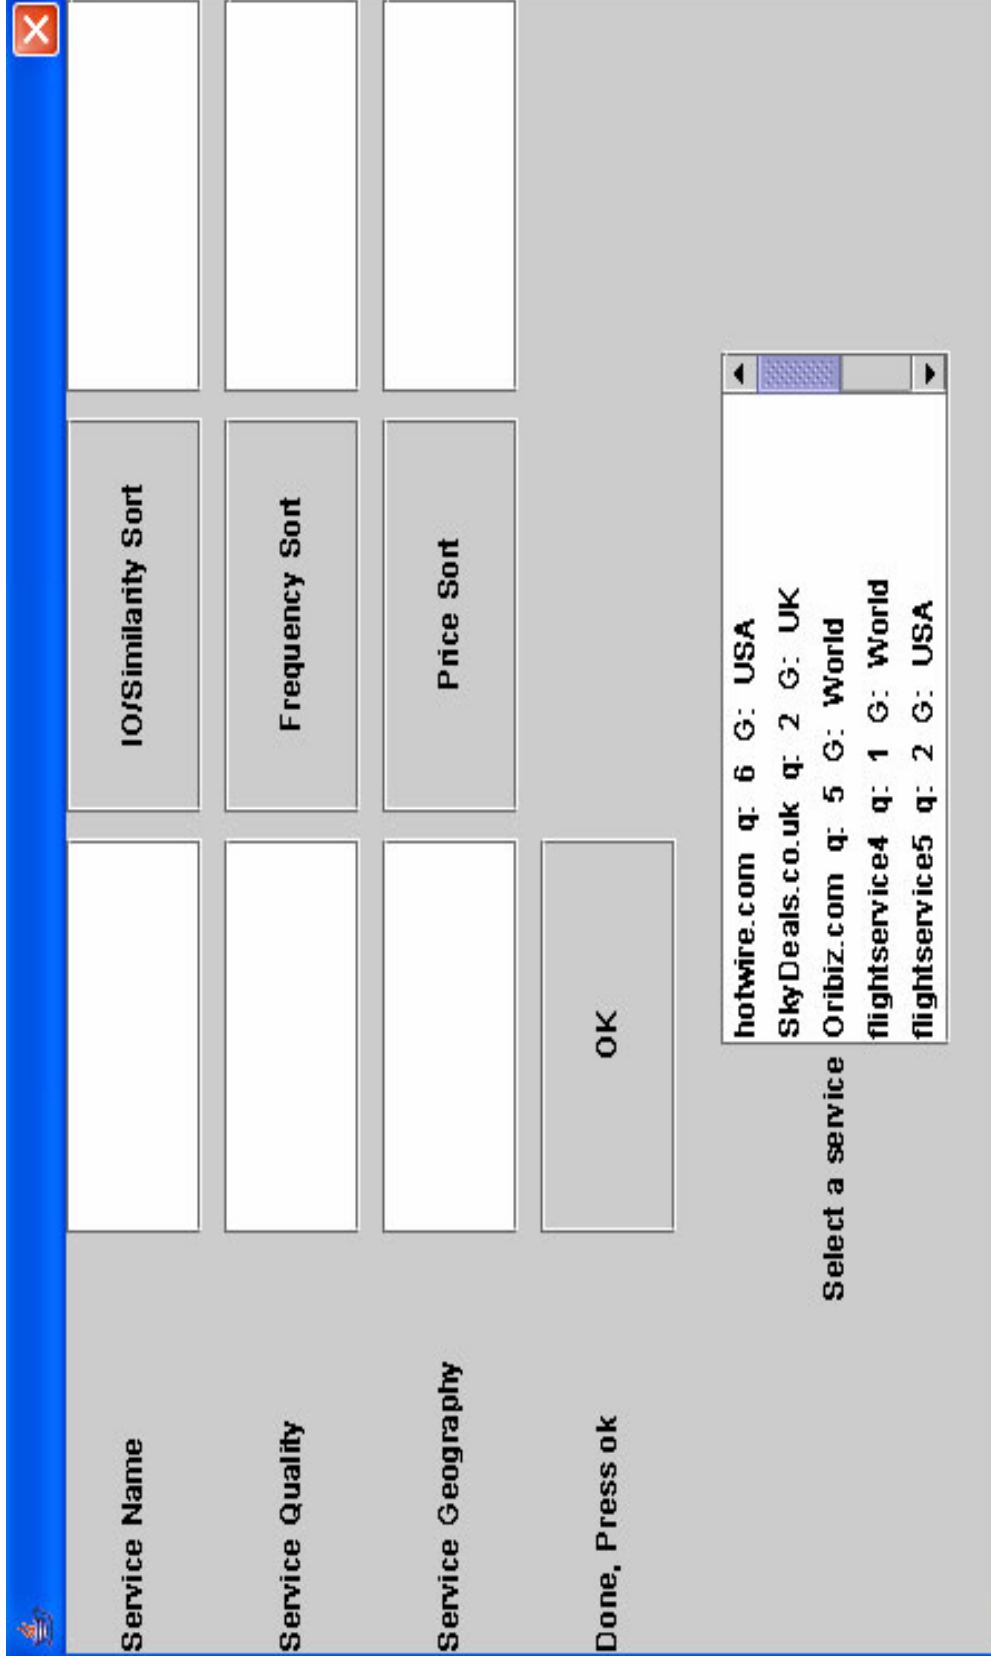 Service Name IO/Similarity Sort
Service Quality Frequency Sort
Service Geography Price Sort
Done, Press ok OK
hotwire.com q: 6 G: USA
SkyDeals.co.uk q: 2 G: UK
Select a service Oribiz.com q: 5 G: World
flightservice4 q: 1 G: World
flightservice5 q: 2 G: USA